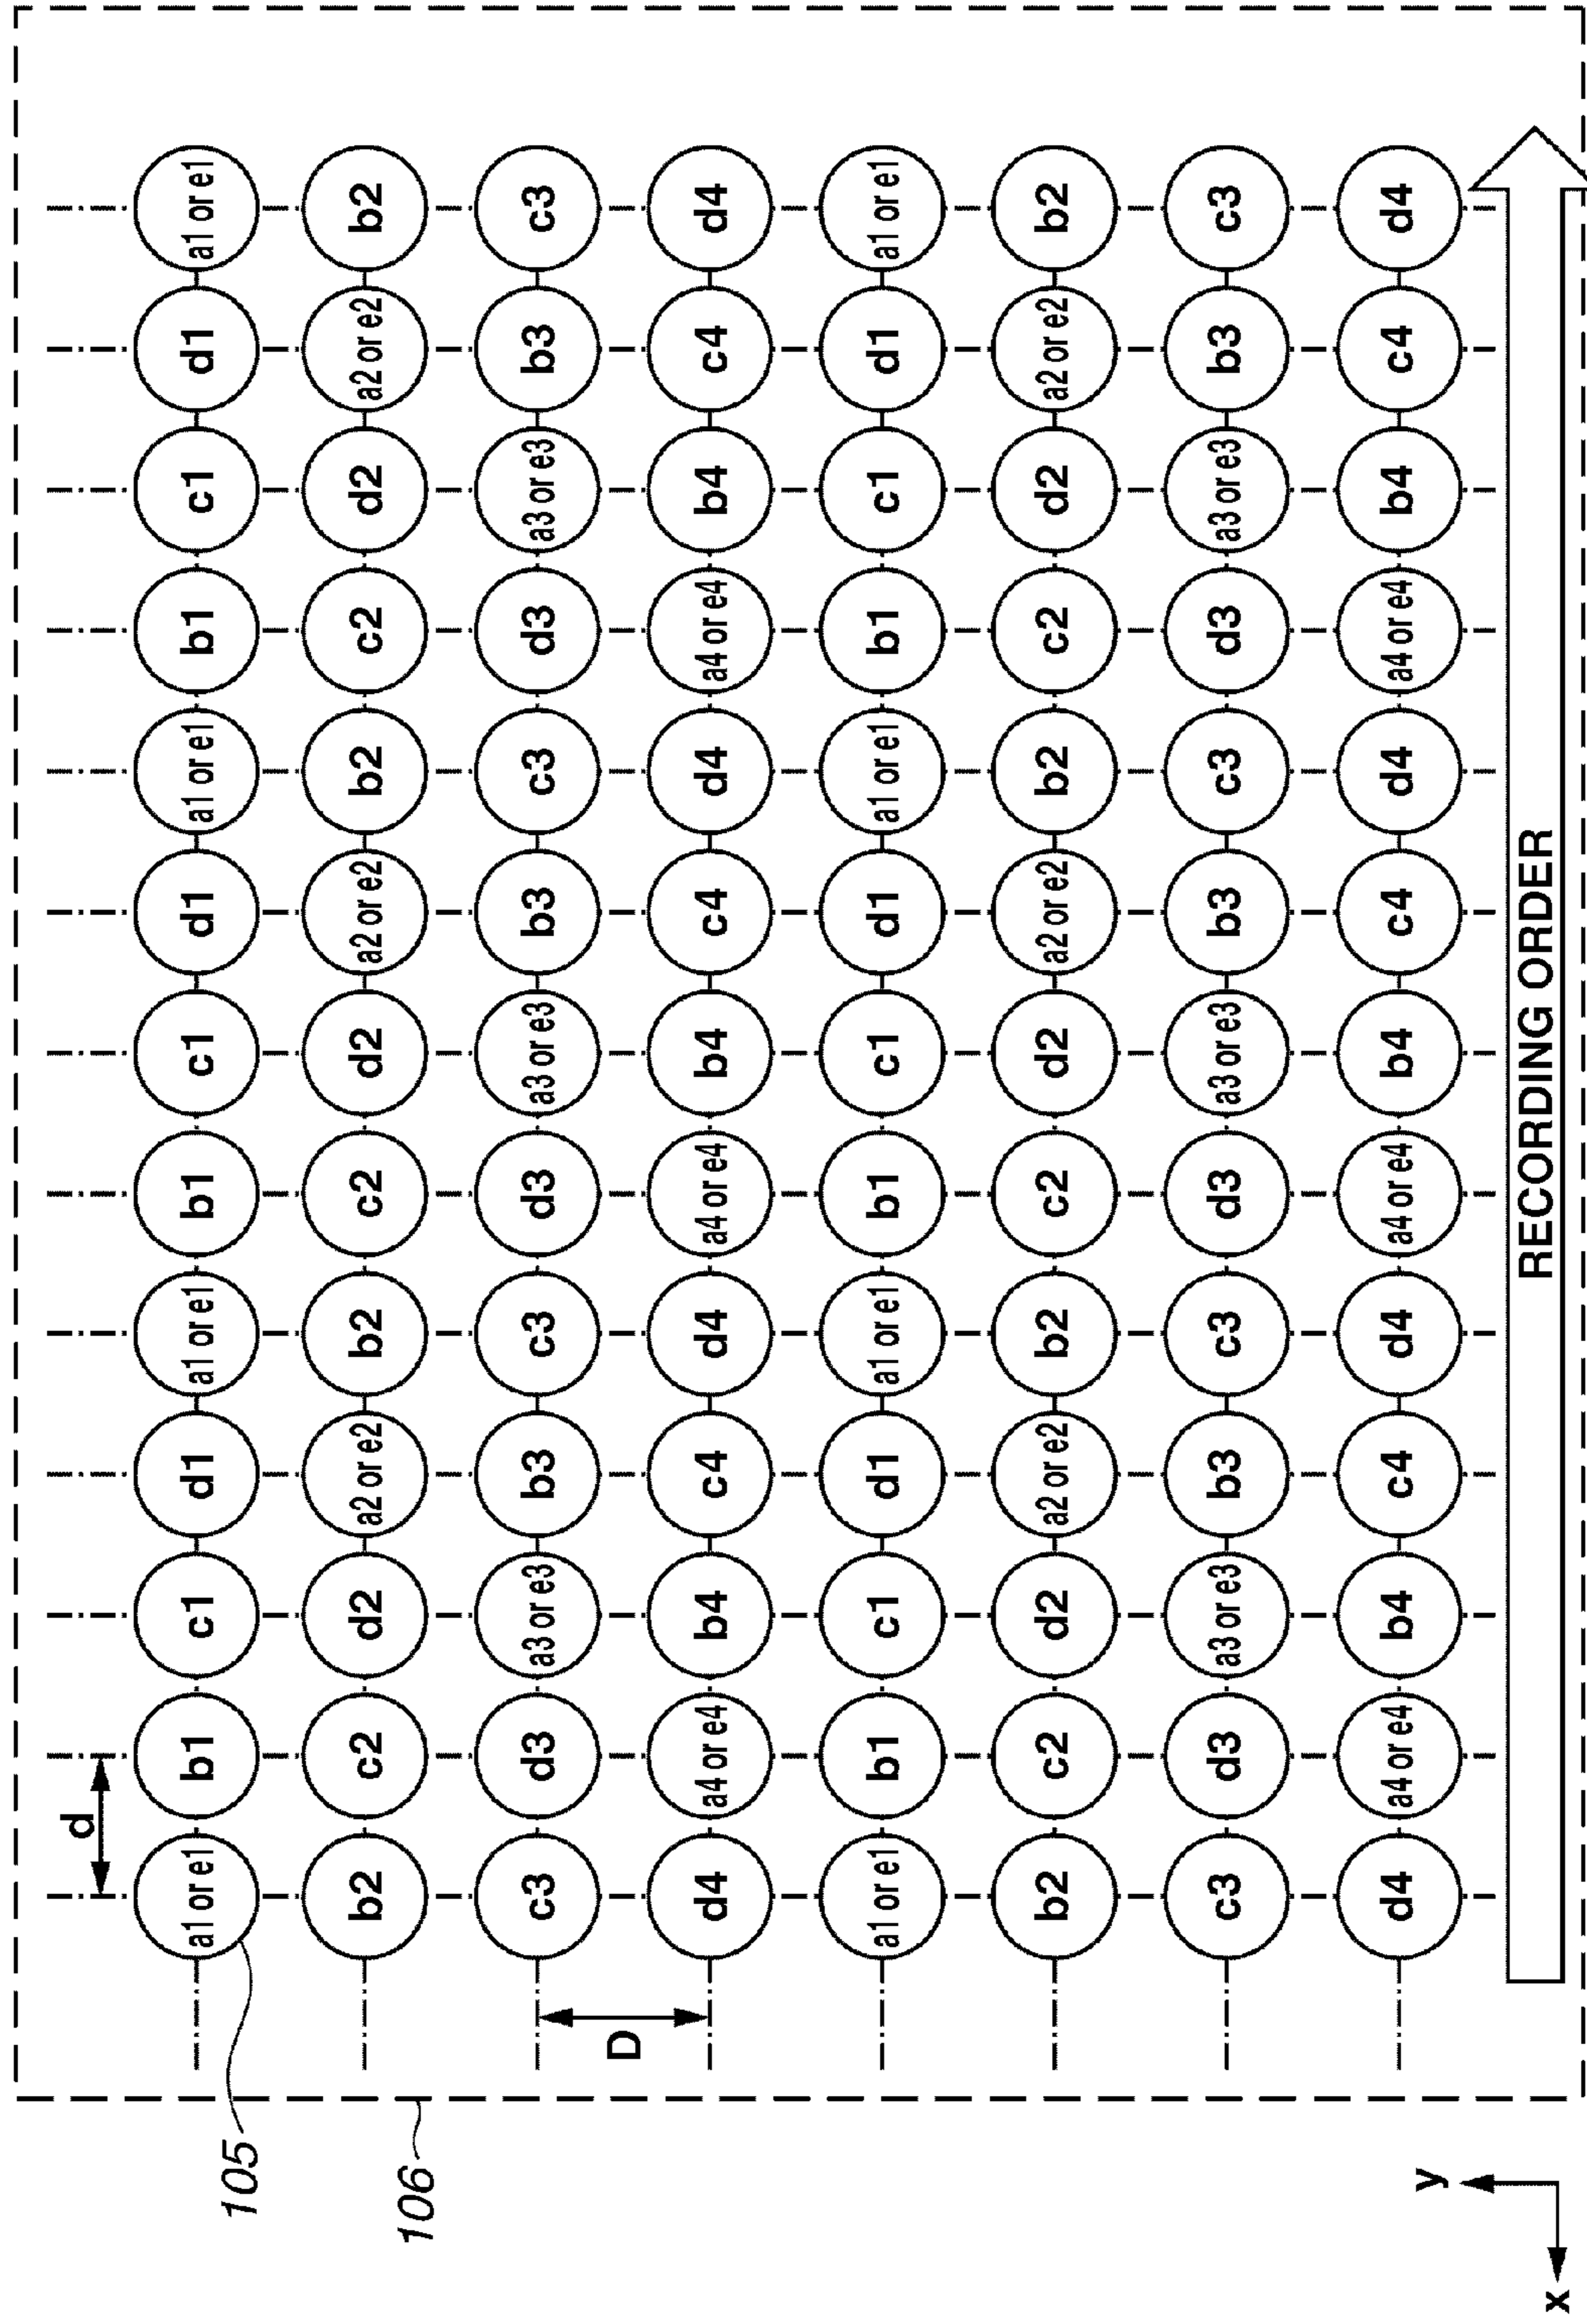 d
105 a1 or e1 b1 c1 d1 a1 or e1 b1 c1 d1 a1 or e1 b1 c1 d1 a1 or e1
b2 c2 d2 a2 or e2 b2 c2 d2 a2 or e2 b2 c2 d2 a2 or e2 b2
106
c3 d3 a3 or e3 b3 c3 d3 a3 or e3 b3 c3 d3 a3 or e3 b3 c3
D
d4 a4 or e4 b4 c4 d4 a4 or e4 b4 c4 d4 a4 or e4 b4 c4 d4
a1 or e1 b1 c1 d1 a1 or e1 b1 c1 d1 a1 or e1 b1 c1 d1 a1 or e1
b2 c2 d2 a2 or e2 b2 c2 d2 a2 or e2 b2 c2 d2 a2 or e2 b2
c3 d3 a3 or e3 b3 c3 d3 a3 or e3 b3 c3 d3 a3 or e3 b3 c3
d4 a4 or e4 b4 c4 d4 a4 or e4 b4 c4 d4 a4 or e4 b4 c4 d4
y
RECORDING ORDER
x